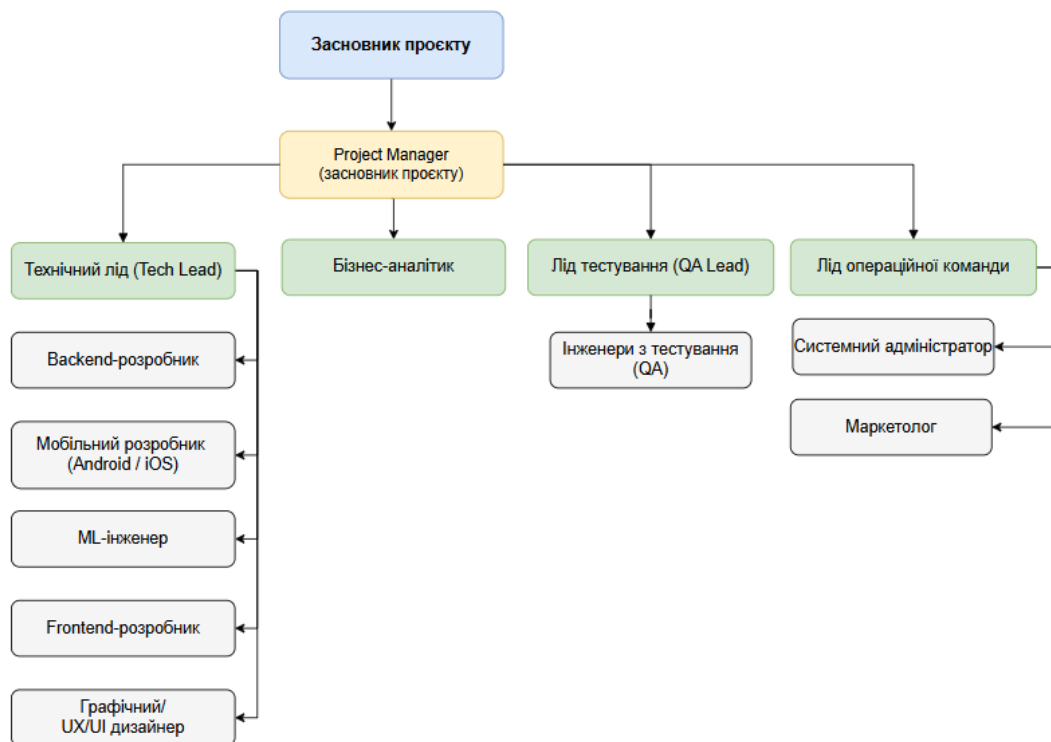 Засновник проєкту
Project Manager
(засновник проєкту)
Технічний лід (Tech Lead)
Бізнес-аналітик
Лід тестування (QA Lead)
Лід операційної команди
Backend-розробник
Мобільний розробник
(Android / iOS)
ML-інженер
Frontend-розробник
Графічний/
UX/UI дизайнер
Інженери з тестування
(QA)
Системний адміністратор
Маркетолог